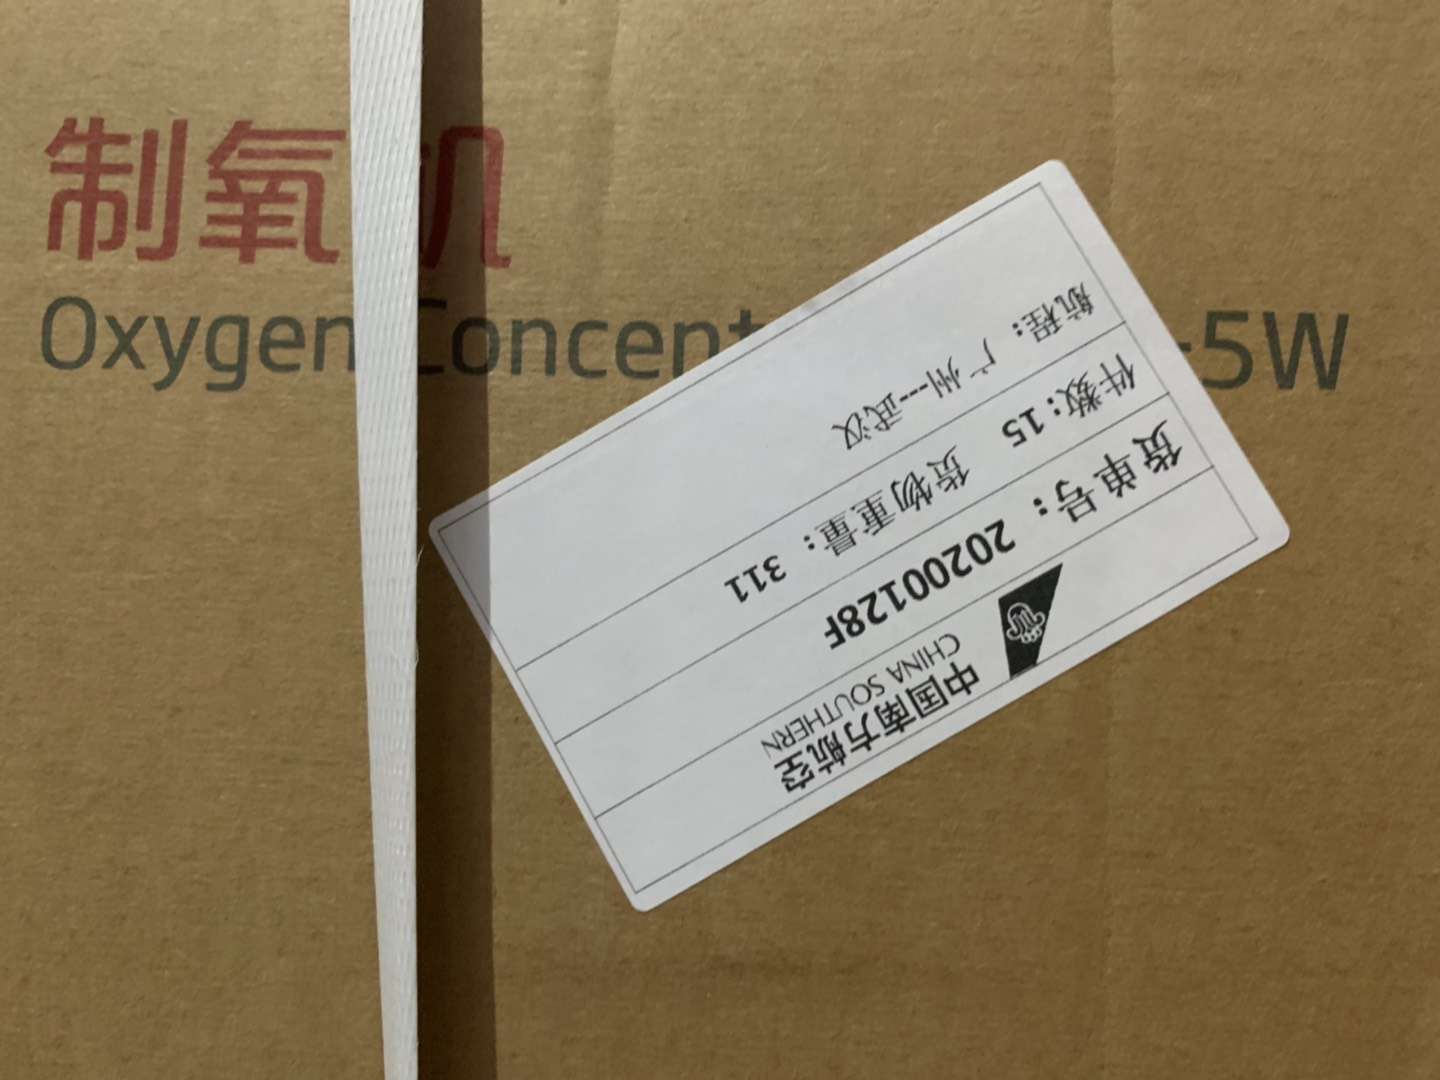 制氧机
Oxygen Concent -5W
中国南方航空
CHINA SOUTHERN
货单号：20200128F
件数:15 货物重量：311
航程：广州---武汉